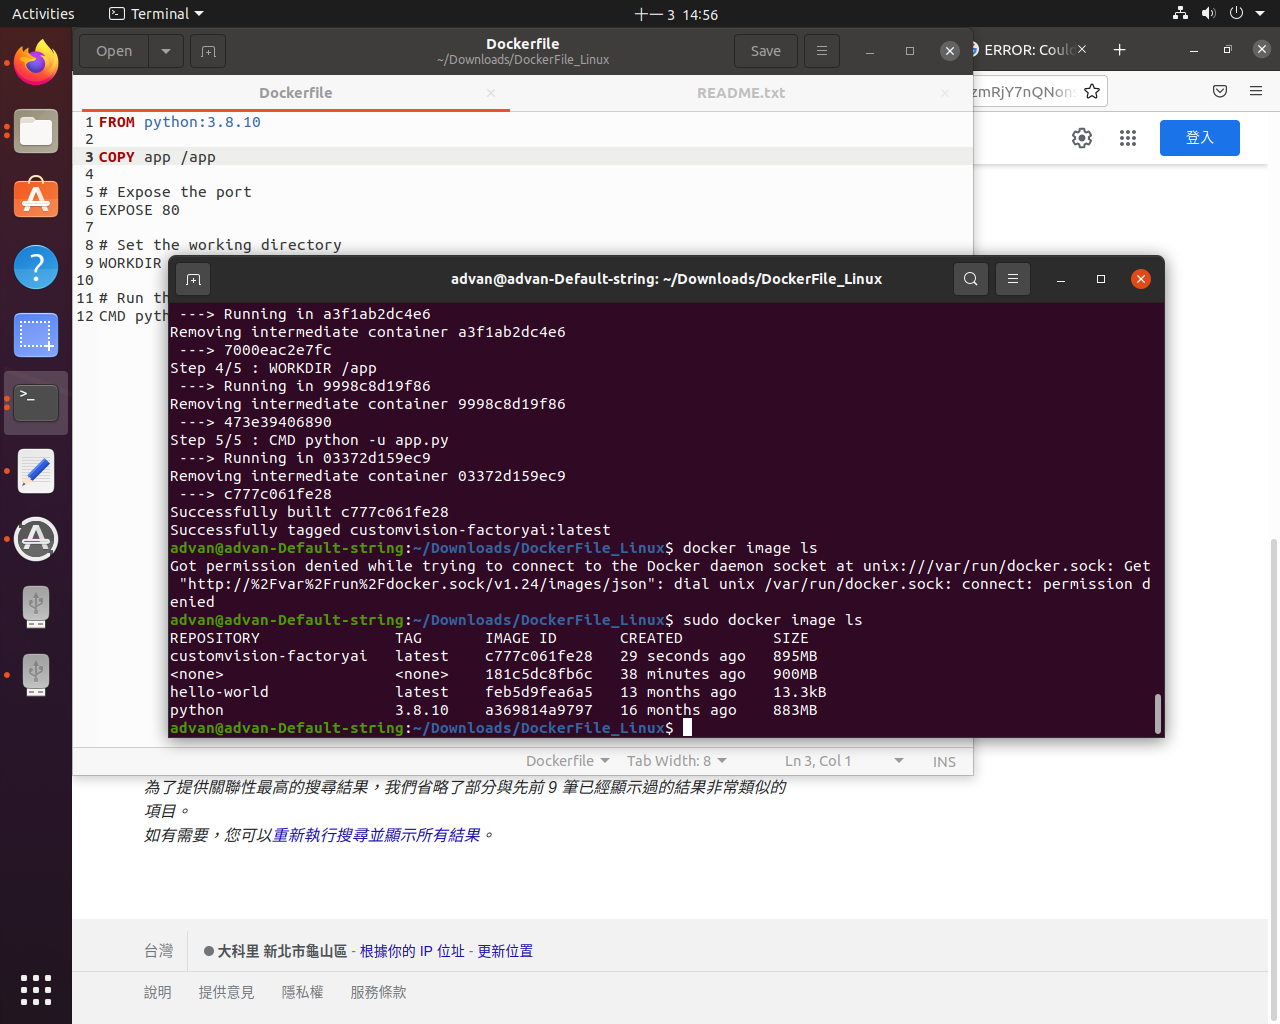 Activities
Terminal
十一 3 14:56
Open
Dockerfile
~/Downloads/DockerFile_Linux
Save
ERROR: Could
Dockerfile
README.txt
zmRjY7nQNon
登入
1 FROM python:3.8.10
2
3 COPY app /app
4
5 # Expose the port
6 EXPOSE 80
7
8 # Set the working directory
9 WORKDIR
10
11 # Run th
12 CMD pyth
advan@advan-Default-string: ~/Downloads/DockerFile_Linux
---> Running in a3f1ab2dc4e6
Removing intermediate container a3f1ab2dc4e6
---> 7000eac2e7fc
Step 4/5 : WORKDIR /app
---> Running in 9998c8d19f86
Removing intermediate container 9998c8d19f86
---> 473e39406890
Step 5/5 : CMD python -u app.py
---> Running in 03372d159ec9
Removing intermediate container 03372d159ec9
---> c777c061fe28
Successfully built c777c061fe28
Successfully tagged customvision-factoryai:latest
advan@advan-Default-string:~/Downloads/DockerFile_Linux$ docker image ls
Got permission denied while trying to connect to the Docker daemon socket at unix:///var/run/docker.sock: Get
"http://%2Fvar%2Frun%2Fdocker.sock/v1.24/images/json": dial unix /var/run/docker.sock: connect: permission d
enied
advan@advan-Default-string:~/Downloads/DockerFile_Linux$ sudo docker image ls
REPOSITORY TAG IMAGE ID CREATED SIZE
customvision-factoryai latest c777c061fe28 29 seconds ago 895MB
<none> <none> 181c5dc8fb6c 38 minutes ago 900MB
hello-world latest feb5d9fea6a5 13 months ago 13.3kB
python 3.8.10 a369814a9797 16 months ago 883MB
advan@advan-Default-string:~/Downloads/DockerFile_Linux$
Dockerfile
Tab Width: 8
Ln 3, Col 1
INS
為了提供關聯性最高的搜尋結果，我們省略了部分與先前 9 筆已經顯示過的結果非常類似的
項目。
如有需要，您可以重新執行搜尋並顯示所有結果。
台灣
大科里 新北市龜山區 - 根據你的 IP 位址 - 更新位置
說明 提供意見 隱私權 服務條款